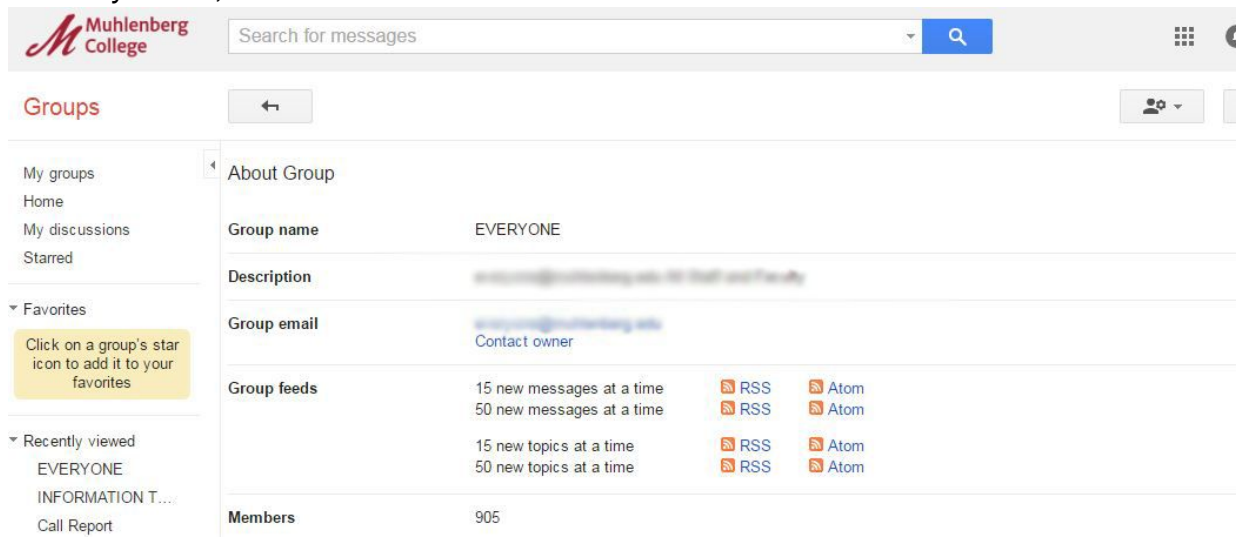 Muhlenberg
College
Search for messages
Groups
My groups
Home
My discussions
Starred
Favorites
Click on a group's star
icon to add it to your
favorites
Recently viewed
EVERYONE
INFORMATION T...
Call Report
About Group
Group name EVERYONE
Description
Group email
Contact owner
Group feeds 15 new messages at a time RSS Atom
50 new messages at a time RSS Atom
15 new topics at a time RSS Atom
50 new topics at a time RSS Atom
Members 905